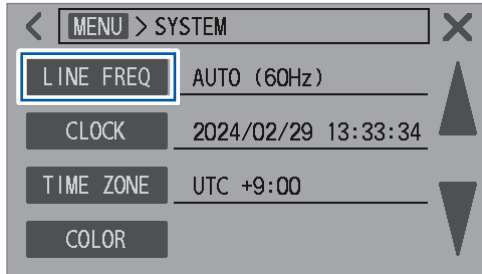 MENU > SYSTEM
LINE FREQ AUTO (60Hz)
CLOCK 2024/02/29 13:33:34
TIME ZONE UTC +9:00
COLOR